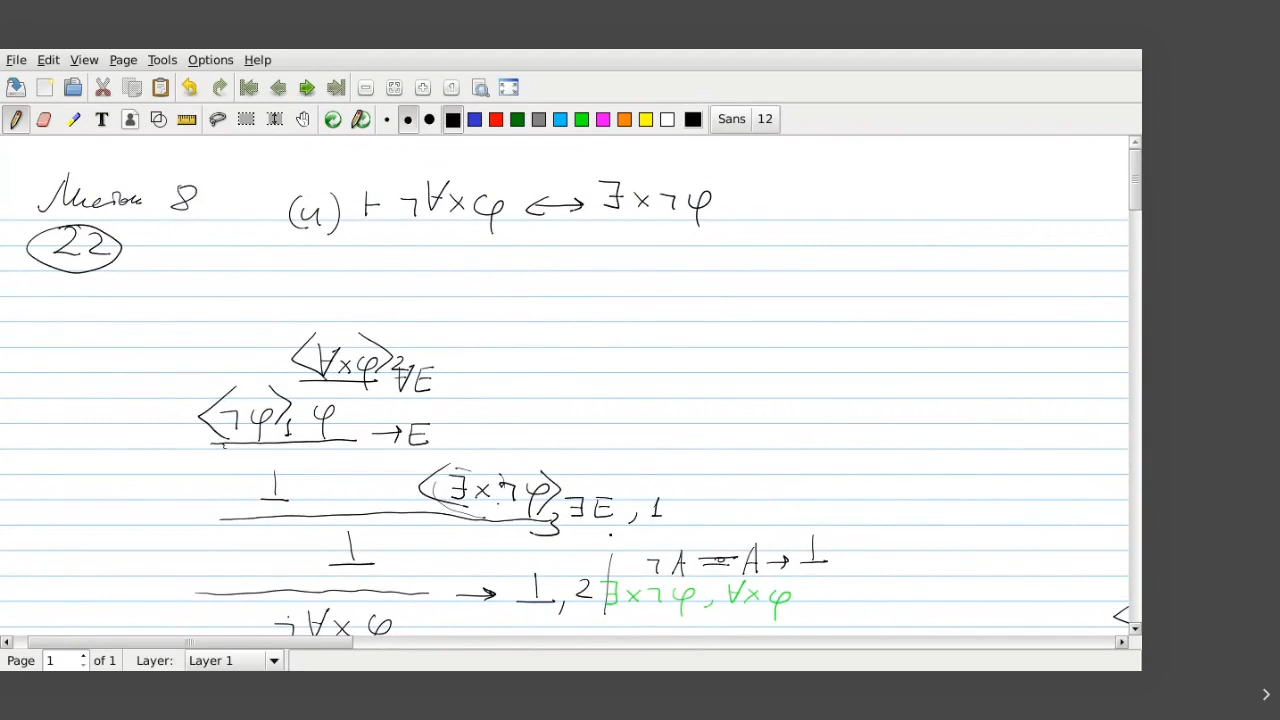 File Edit View Page Tools Options Help
Sans 12
Листок 8 (и) ⊢ ¬∀xφ ↔ ∃x¬φ
22
<∀xφ>² ∀E
<¬φ>₁ φ → E
⊥ <∃x¬φ>₃ ∃E, 1
⊥ ¬A ⇌ A → ⊥
→ ⊥, 2 | ∃x¬φ, ∀xφ
¬∀xφ
Page 1 of 1 Layer: Layer 1